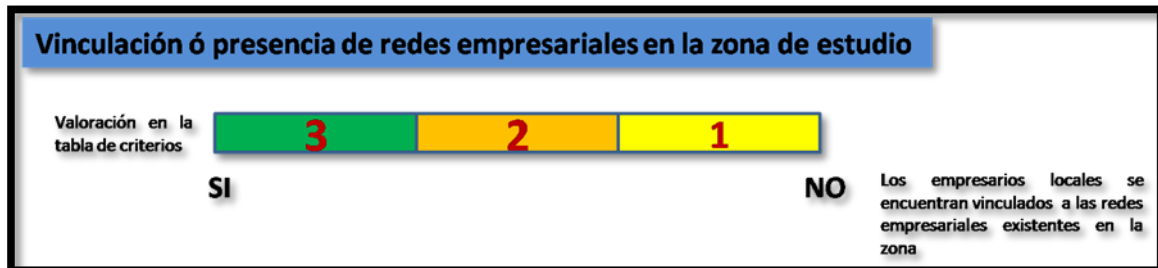 Vinculación ó presencia de redes empresariales en la zona de estudio
Valoración en la
tabla de criterios
3 2 1
SI NO
Los empresarios locales se
encuentran vinculados a las redes
empresariales existentes en la
zona